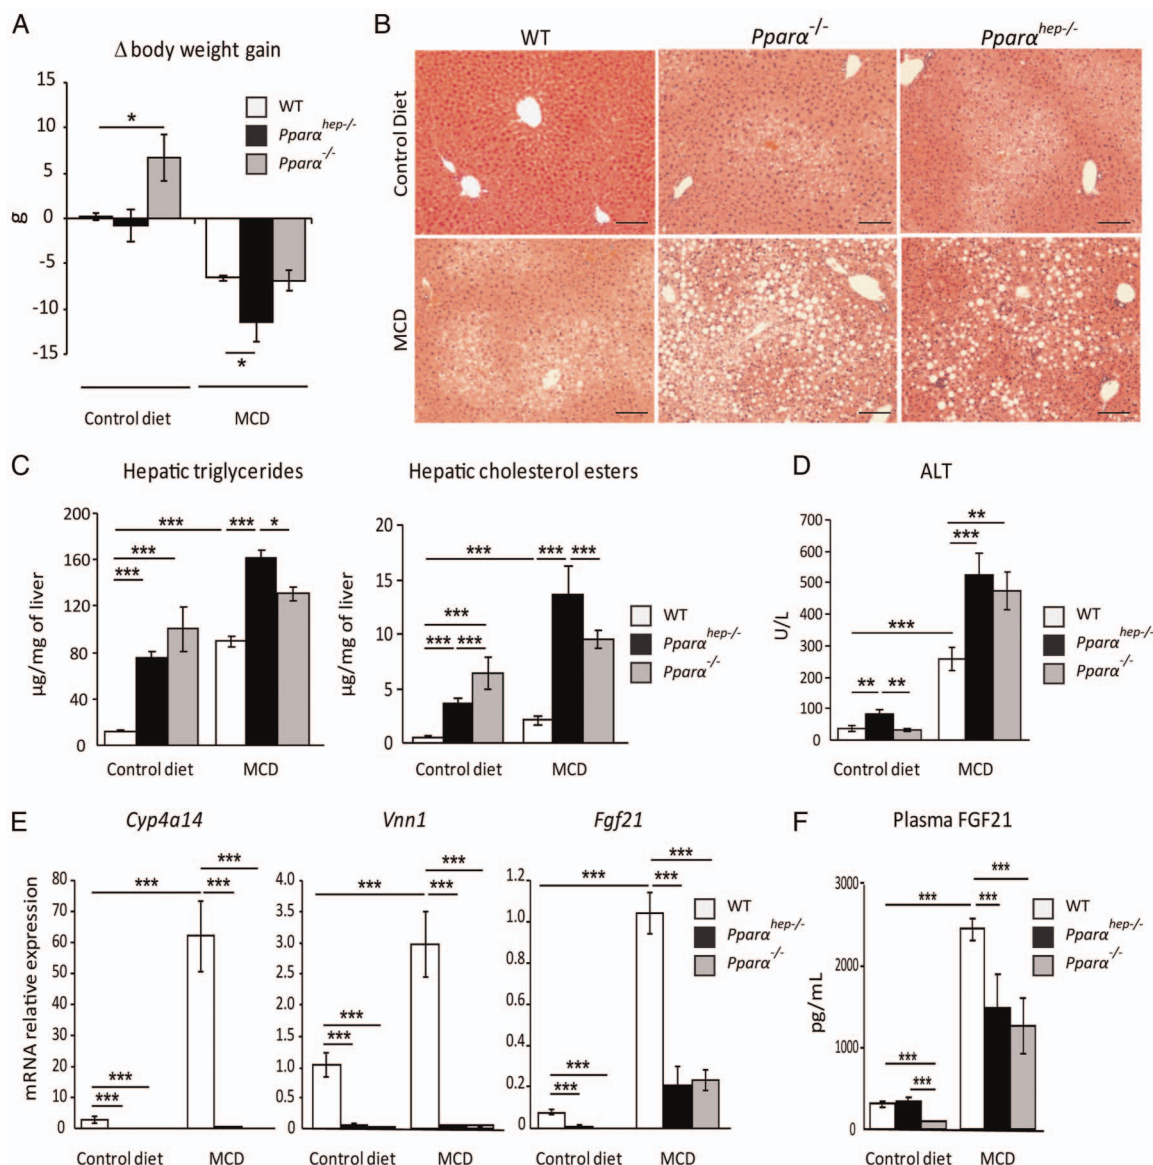 A
Δ body weight gain
15
10
5
0
-5
-10
-15
g
*
*
WT
Pparα hep-/-
Pparα -/-
Control diet
MCD
B
WT
Pparα-/-
Pparαhep-/-
Control Diet
MCD
C
Hepatic triglycerides
µg/mg of liver
200
160
120
80
40
0
***
***
***
***
*
Control diet
MCD
Hepatic cholesterol esters
µg/mg of liver
20
15
10
5
0
***
***
***
***
***
***
Control diet
MCD
WT
Pparα hep-/-
Pparα -/-
D
ALT
U/L
700
600
500
400
300
200
100
0
**
***
***
**
**
Control diet
MCD
WT
Pparα hep-/-
Pparα -/-
E
Cyp4a14
mRNA relative expression
80
70
60
50
40
30
20
10
0
***
***
***
***
***
Control diet
MCD
Vnn1
4.0
3.5
3.0
2.5
2.0
1.5
1.0
0.5
0.0
***
***
***
***
***
Control diet
MCD
Fgf21
1.2
1
0.8
0.6
0.4
0.2
0
***
***
***
***
***
Control diet
MCD
WT
Pparα hep-/-
Pparα -/-
F
Plasma FGF21
pg/mL
3000
2000
1000
0
***
***
***
***
***
Control diet
MCD